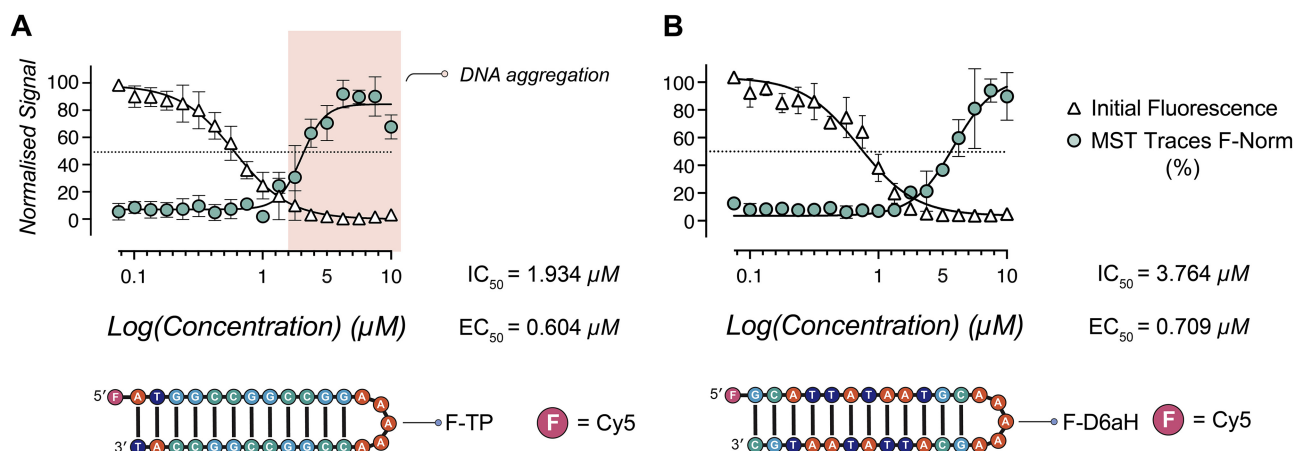 A
B
Normalised Signal
100
80
60
40
20
0
0.1 1 5 10
Log(Concentration) (µM)
DNA aggregation
IC50 = 1.934 µM
EC50 = 0.604 µM
100
80
60
40
20
0
0.1 1 5 10
Log(Concentration) (µM)
Initial Fluorescence
MST Traces F-Norm
(%)
IC50 = 3.764 µM
EC50 = 0.709 µM
5′ F A T G G C C G G C C G G A A A A A
3′ T A C C G G C C G G C C
F-TP
F = Cy5
5′ F G C A T T A T A A T G C A A A A A
3′ C G T A A T A T T A C G
F-D6aH
F = Cy5